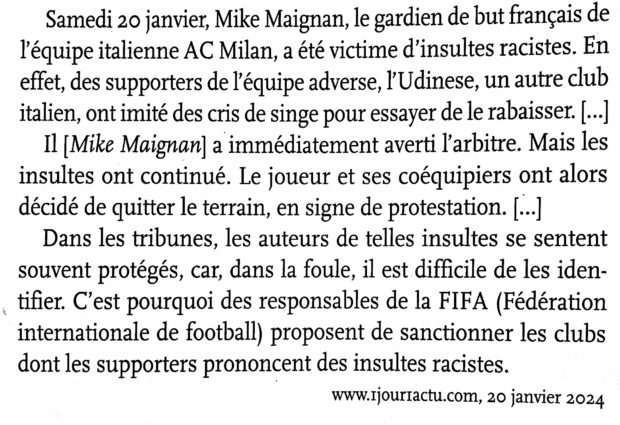 Samedi 20 janvier, Mike Maignan, le gardien de but français de
l'équipe italienne AC Milan, a été victime d'insultes racistes. En
effet, des supporters de l'équipe adverse, l'Udinese, un autre club
italien, ont imité des cris de singe pour essayer de le rabaisser. [...]
Il [Mike Maignan] a immédiatement averti l'arbitre. Mais les
insultes ont continué. Le joueur et ses coéquipiers ont alors
décidé de quitter le terrain, en signe de protestation. [...]
Dans les tribunes, les auteurs de telles insultes se sentent
souvent protégés, car, dans la foule, il est difficile de les iden-
tifier. C'est pourquoi des responsables de la FIFA (Fédération
internationale de football) proposent de sanctionner les clubs
dont les supporters prononcent des insultes racistes.
www.1jour1actu.com, 20 janvier 2024